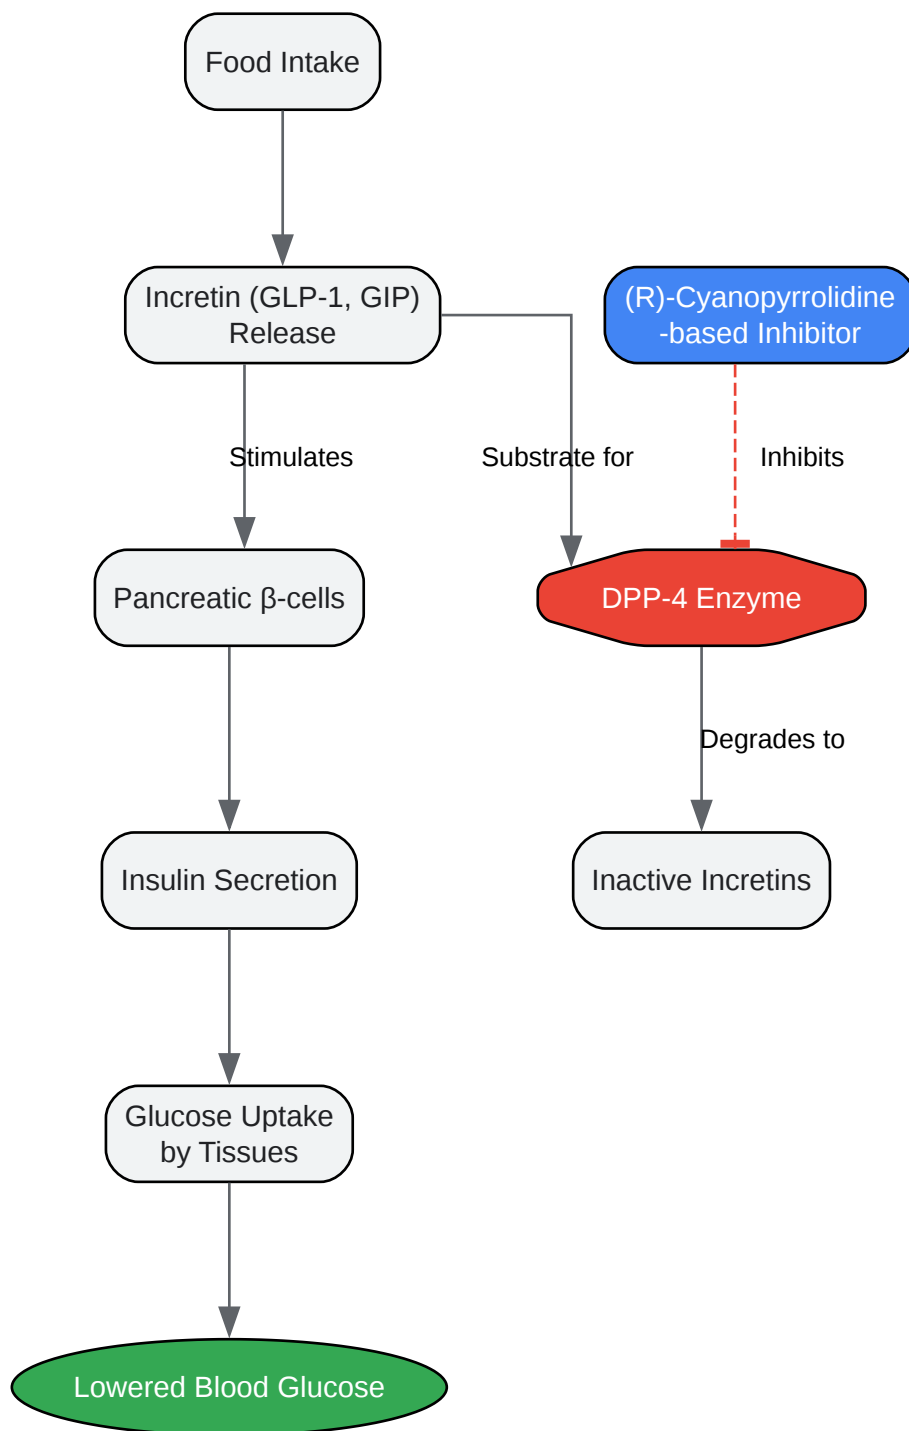 Food Intake
Incretin (GLP-1, GIP)
Release
(R)-Cyanopyrrolidine
-based Inhibitor
Stimulates
Substrate for
Inhibits
Pancreatic β-cells
DPP-4 Enzyme
Degrades to
Insulin Secretion
Inactive Incretins
Glucose Uptake
by Tissues
Lowered Blood Glucose